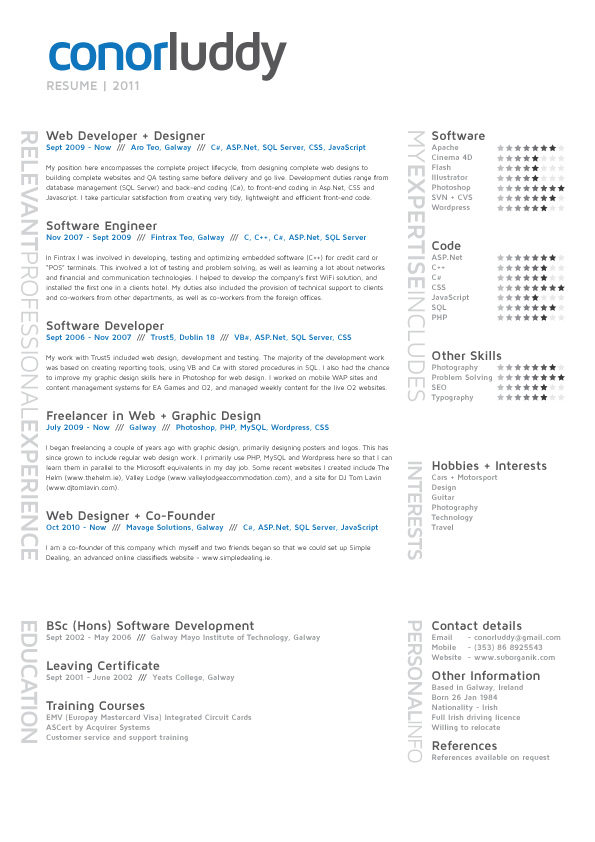 conorluddy
RESUME | 2011
RELEVANTPROFESSIONALEXPERIENCE
Web Developer + Designer
Sept 2009 - Now /// Aro Teo, Galway /// C#, ASP.Net, SQL Server, CSS, JavaScript
My position here encompasses the complete project lifecycle, from designing complete web designs to
building complete websites and QA testing same before delivery and go live. Development duties range from
database management (SQL Server) and back-end coding (C#), to front-end coding in Asp.Net, CSS and
Javascript. I take particular satisfaction from creating very tidy, lightweight and efficient front-end code.
Software Engineer
Nov 2007 - Sept 2009 /// Fintrax Teo, Galway /// C, C++, C#, ASP.Net, SQL Server
In Fintrax I was involved in developing, testing and optimizing embedded software (C++) for credit card or
"POS" terminals. This involved a lot of testing and problem solving, as well as learning a lot about networks
and financial and communication technologies. I helped to develop the company's first WiFi solution, and
installed the first one in a clients hotel. My duties also included the provision of technical support to clients
and co-workers from other departments, as well as co-workers from the foreign offices.
Software Developer
Sept 2006 - Nov 2007 /// Trust5, Dublin 18 /// VB#, ASP.Net, SQL Server, CSS
My work with Trust5 included web design, development and testing. The majority of the development work
was based on creating reporting tools, using VB and C# with stored procedures in SQL. I also had the chance
to improve my graphic design skills here in Photoshop for web design. I worked on mobile WAP sites and
content management systems for EA Games and O2, and managed weekly content for the live O2 websites.
Freelancer in Web + Graphic Design
July 2009 - Now /// Galway /// Photoshop, PHP, MySQL, Wordpress, CSS
I began freelancing a couple of years ago with graphic design; primarily designing posters and logos. This has
since grown to include regular web design work. I primarily use PHP, MySQL and Wordpress here so that I can
learn them in parallel to the Microsoft equivalents in my day job. Some recent websites I created include The
Helm (www.thehelm.ie), Valley Lodge (www.valleylodgeaccommodation.com), and a site for DJ Tom Lavin
(www.djtomlavin.com).
Web Designer + Co-Founder
Oct 2010 - Now /// Mavage Solutions, Galway /// C#, ASP.Net, SQL Server, JavaScript
I am a co-founder of this company which myself and two friends began so that we could set up Simple
Dealing, an advanced online classifieds website - www.simpledealing.ie.
MYEXPERTISEINCLUDES
Software
Apache
Cinema 4D
Flash
Illustrator
Photoshop
SVN + CVS
Wordpress
Code
ASP.Net
C++
C#
CSS
JavaScript
SQL
PHP
Other Skills
Photography
Problem Solving
SEO
Typography
INTERESTS
Hobbies + Interests
Cars + Motorsport
Design
Guitar
Photography
Technology
Travel
EDUCATION
BSc (Hons) Software Development
Sept 2002 - May 2006 /// Galway Mayo Institute of Technology, Galway
Leaving Certificate
Sept 2001 - June 2002 /// Yeats College, Galway
Training Courses
EMV (Europay Mastercard Visa) Integrated Circuit Cards
ASCert by Acquirer Systems
Customer service and support training
PERSONALINFO
Contact details
Email - conorluddy@gmail.com
Mobile - (353) 86 8925543
Website - www.suborganik.com
Other Information
Based in Galway, Ireland
Born 26 Jan 1984
Nationality - Irish
Full Irish driving licence
Willing to relocate
References
References available on request